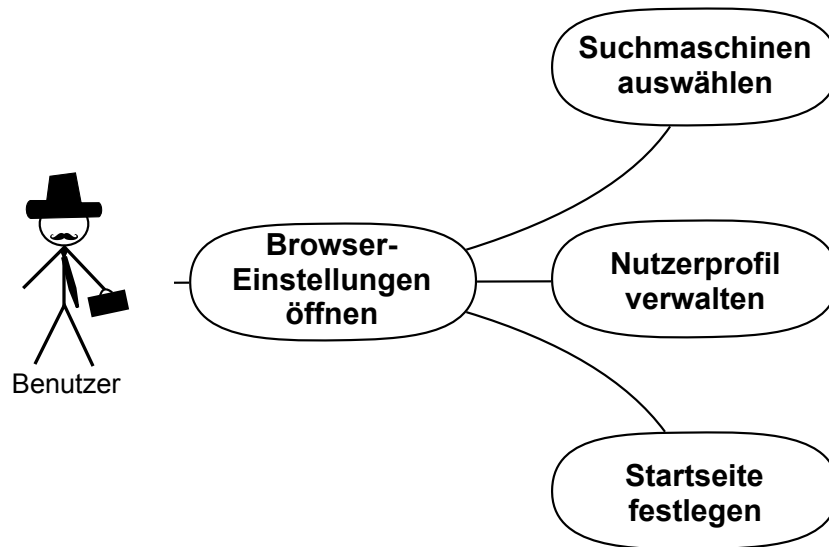 Suchmaschinen
auswählen
Browser-
Einstellungen
öffnen
Nutzerprofil
verwalten
Benutzer
Startseite
festlegen